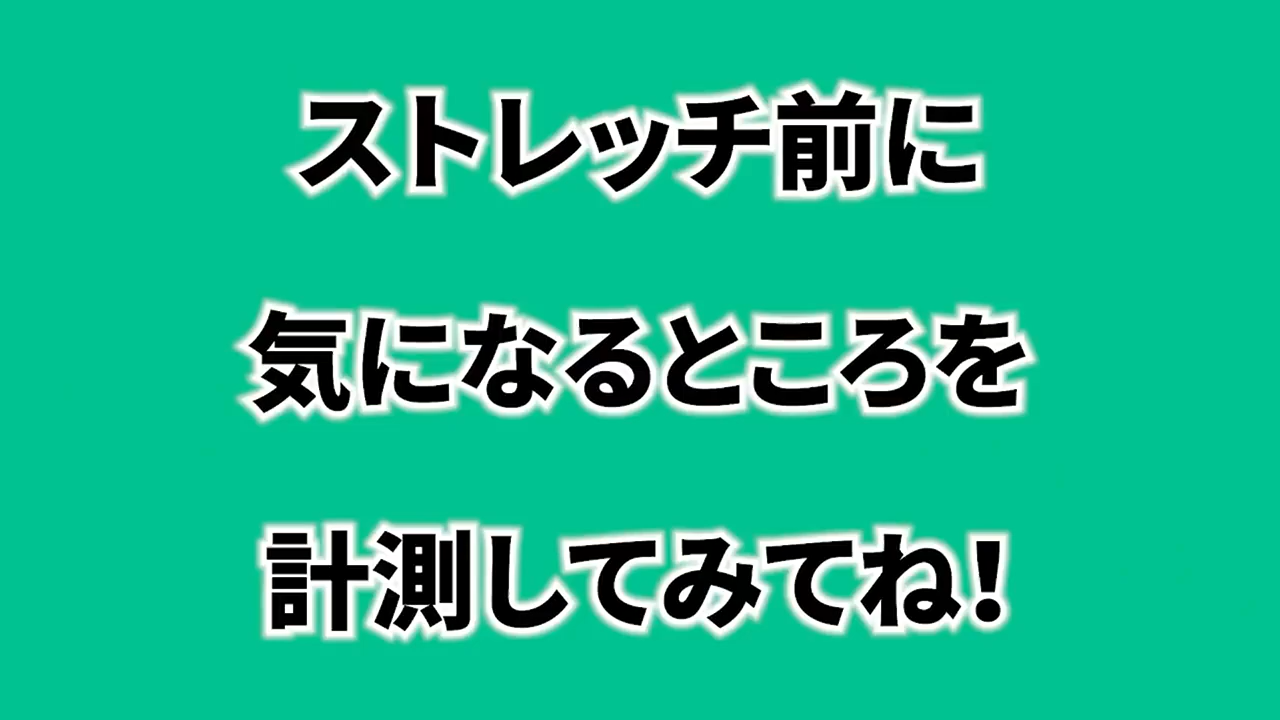 ストレッチ前に
気になるところを
計測してみてね!